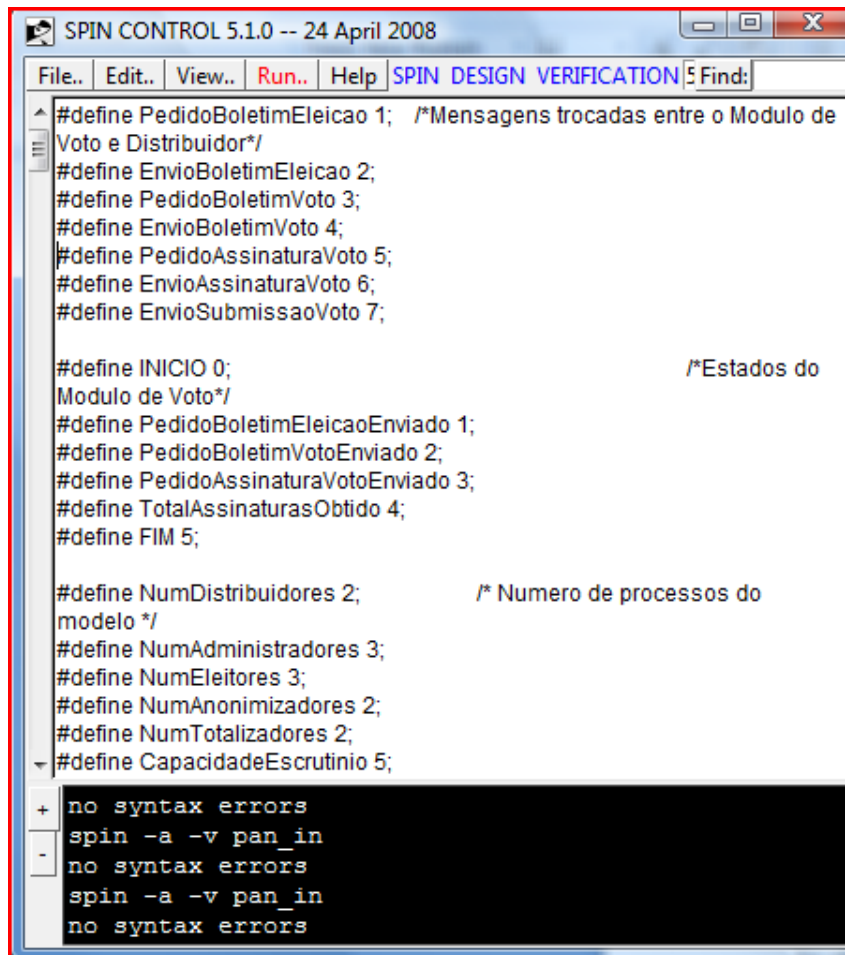 SPIN CONTROL 5.1.0 -- 24 April 2008
File.. Edit.. View.. Run.. Help SPIN DESIGN VERIFICATION 5 Find:
#define PedidoBoletimEleicao 1; /*Mensagens trocadas entre o Modulo de
Voto e Distribuidor*/
#define EnvioBoletimEleicao 2;
#define PedidoBoletimVoto 3;
#define EnvioBoletimVoto 4;
#define PedidoAssinaturaVoto 5;
#define EnvioAssinaturaVoto 6;
#define EnvioSubmissaoVoto 7;
#define INICIO 0; /*Estados do
Modulo de Voto*/
#define PedidoBoletimEleicaoEnviado 1;
#define PedidoBoletimVotoEnviado 2;
#define PedidoAssinaturaVotoEnviado 3;
#define TotalAssinaturasObtido 4;
#define FIM 5;
#define NumDistribuidores 2; /* Numero de processos do
modelo */
#define NumAdministradores 3;
#define NumEleitores 3;
#define NumAnonimizadores 2;
#define NumTotalizadores 2;
#define CapacidadeEscrutinio 5;
+ no syntax errors
spin -a -v pan_in
- no syntax errors
spin -a -v pan_in
no syntax errors